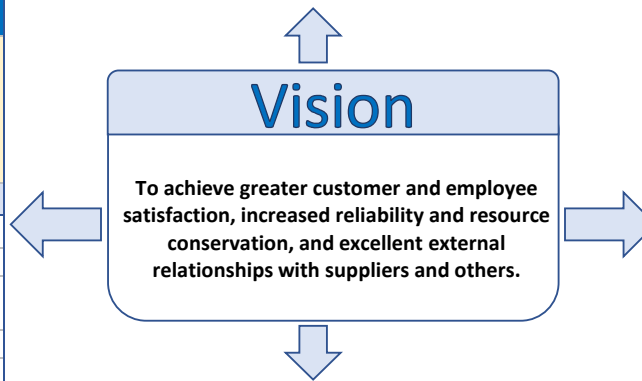 Vision
To achieve greater customer and employee
satisfaction, increased reliability and resource
conservation, and excellent external
relationships with suppliers and others.